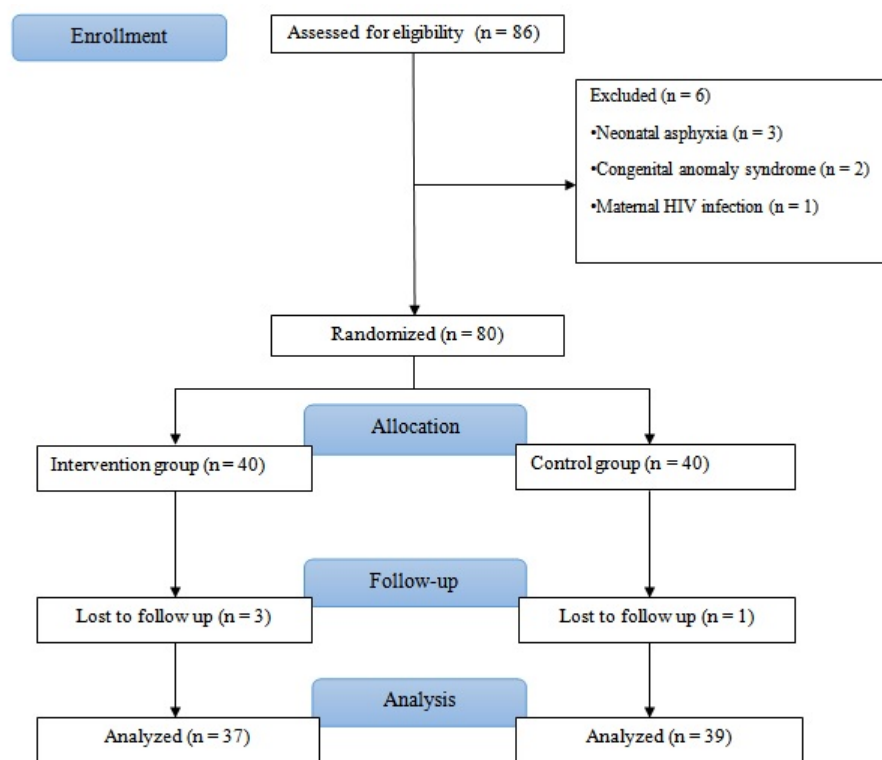 Enrollment
Assessed for eligibility (n = 86)
Excluded (n = 6)
•Neonatal asphyxia (n = 3)
•Congenital anomaly syndrome (n = 2)
•Maternal HIV infection (n = 1)
Randomized (n = 80)
Allocation
Intervention group (n = 40)
Control group (n = 40)
Follow-up
Lost to follow up (n = 3)
Lost to follow up (n = 1)
Analysis
Analyzed (n = 37)
Analyzed (n = 39)